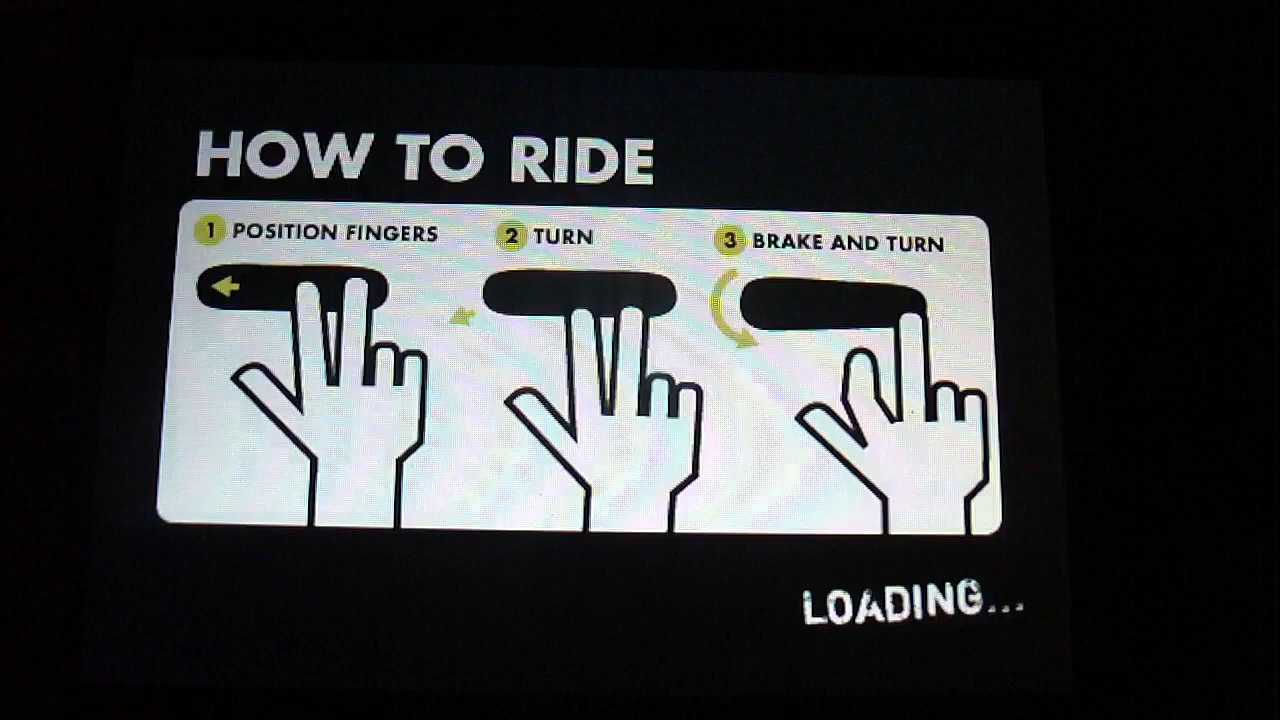 HOW TO RIDE
1 POSITION FINGERS
2 TURN
3 BRAKE AND TURN
LOADING...